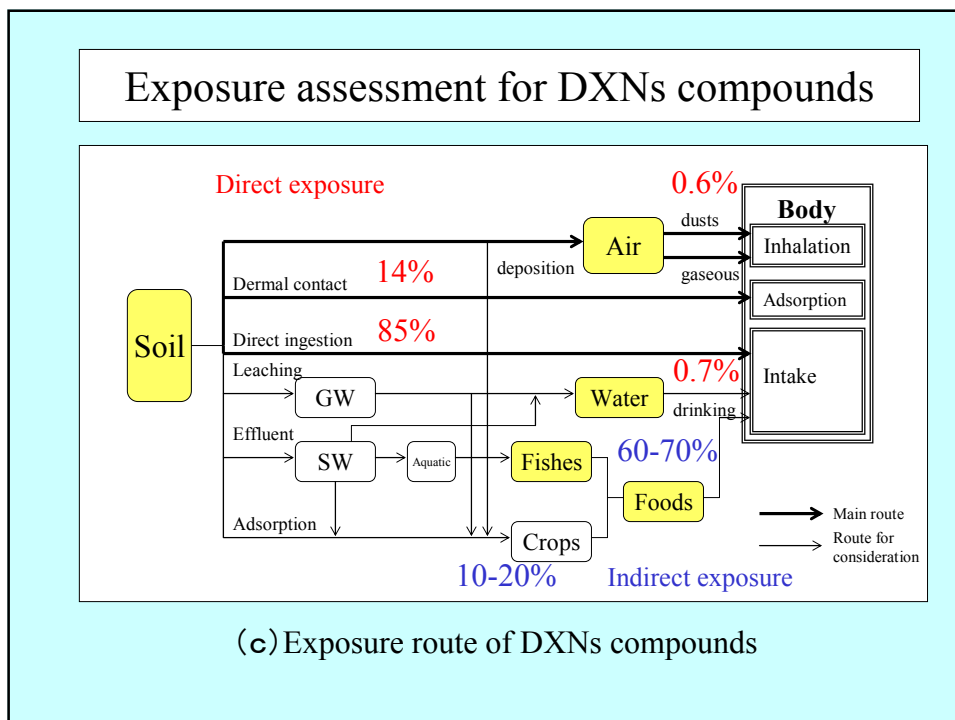 Exposure assessment for DXNs compounds
Direct exposure
0.6%
Body
dusts
Inhalation
Air
deposition
gaseous
14%
Dermal contact
Adsorption
Soil
85%
Direct ingestion
Leaching
0.7%
Intake
GW
Water
drinking
Effluent
SW
Aquatic
Fishes
60-70%
Foods
Main route
Adsorption
Crops
Route for
consideration
10-20%
Indirect exposure
(c)Exposure route of DXNs compounds